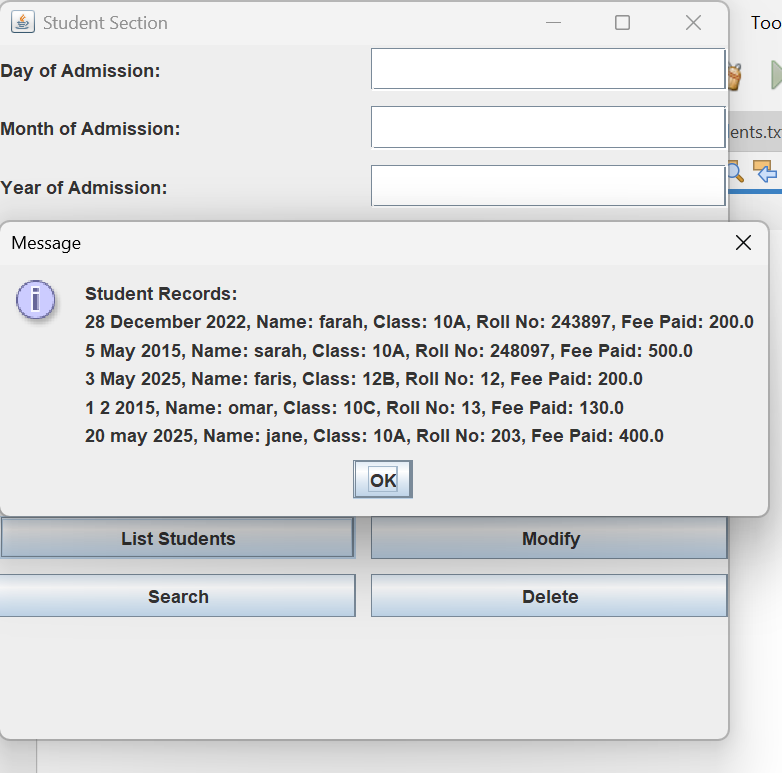 Student Section
Too
Day of Admission:
Month of Admission:
ents.tx
Year of Admission:
Message
Student Records:
28 December 2022, Name: farah, Class: 10A, Roll No: 243897, Fee Paid: 200.0
5 May 2015, Name: sarah, Class: 10A, Roll No: 248097, Fee Paid: 500.0
3 May 2025, Name: faris, Class: 12B, Roll No: 12, Fee Paid: 200.0
1 2 2015, Name: omar, Class: 10C, Roll No: 13, Fee Paid: 130.0
20 may 2025, Name: jane, Class: 10A, Roll No: 203, Fee Paid: 400.0
OK
List Students
Modify
Search
Delete